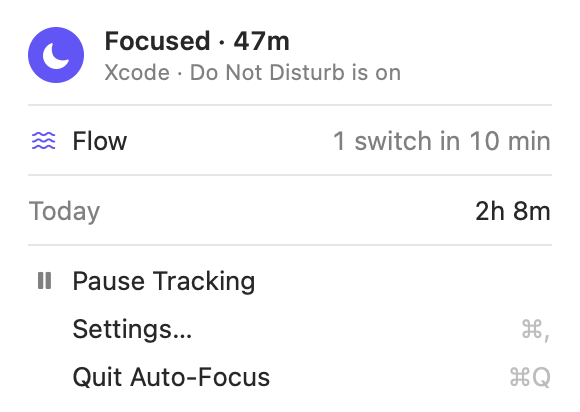 Focused · 47m
Xcode · Do Not Disturb is on
Flow 1 switch in 10 min
Today 2h 8m
Pause Tracking
Settings... ⌘,
Quit Auto-Focus ⌘Q